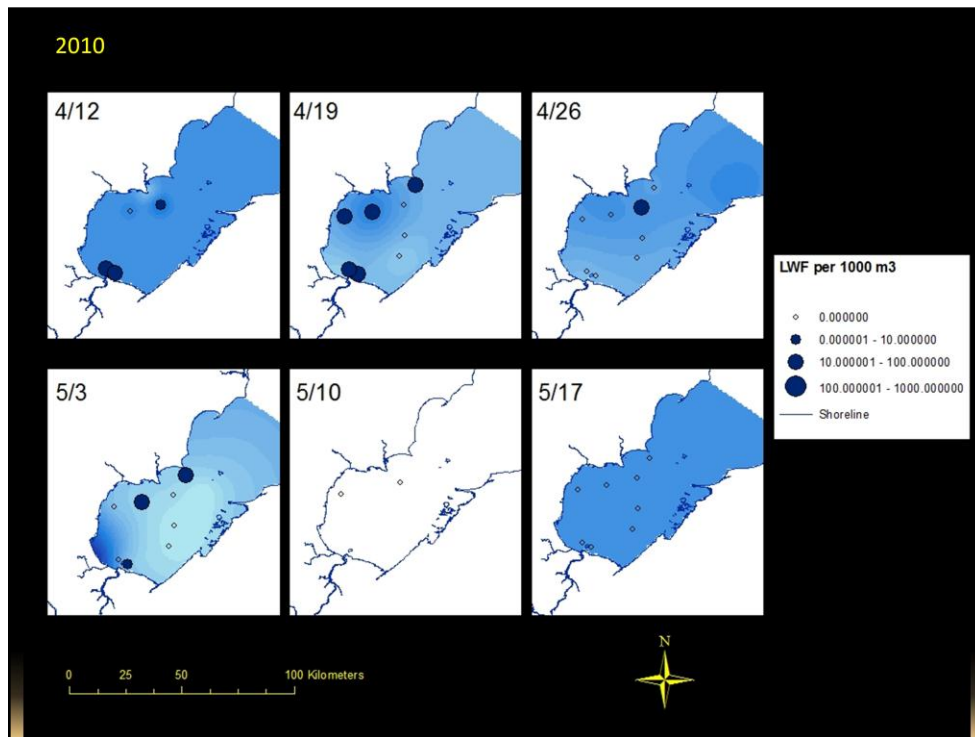 2010
4/12
4/19
4/26
5/3
5/10
5/17
LWF per 1000 m3
0.000000
0.000001 - 10.000000
10.000001 - 100.000000
100.000001 - 1000.000000
Shoreline
0 25 50 100 Kilometers
N